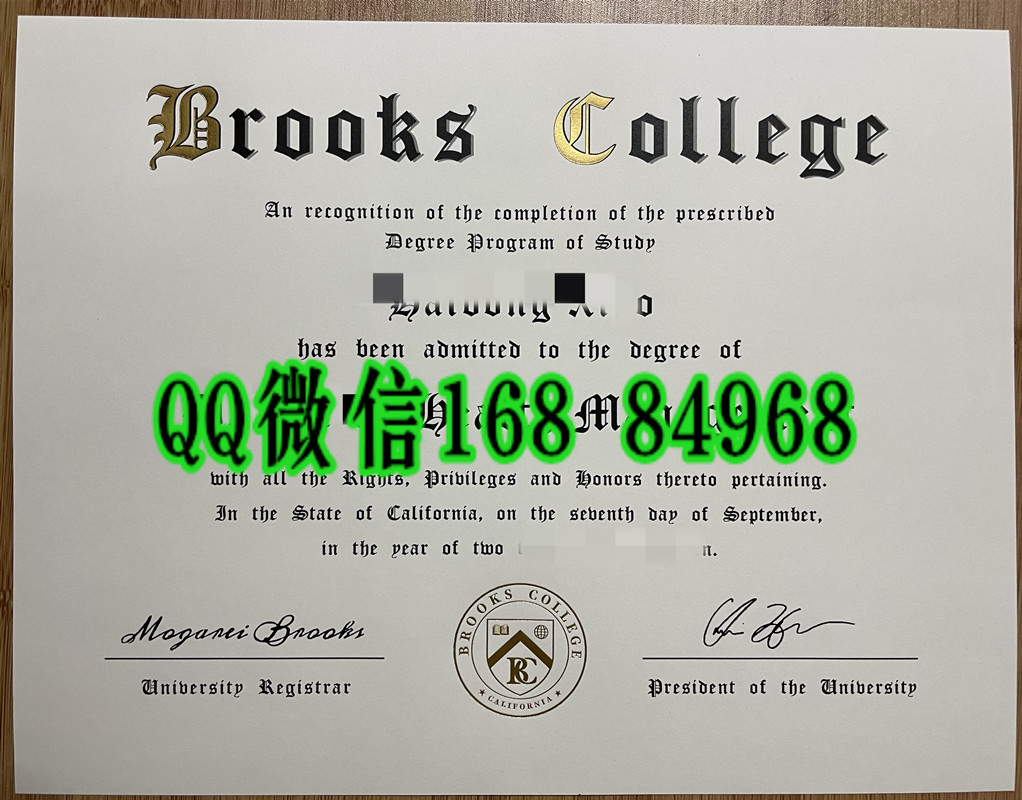 Brooks College
An recognition of the completion of the prescribed
Degree Program of Study
has been admitted to the degree of
QQ微信168 84968
with all the Rights, Privileges and Honors thereto pertaining.
In the State of California, on the seventh day of September,
in the year of two
Moganei Brooks
University Registrar
BROOKS COLLEGE
BC
CALIFORNIA
President of the University